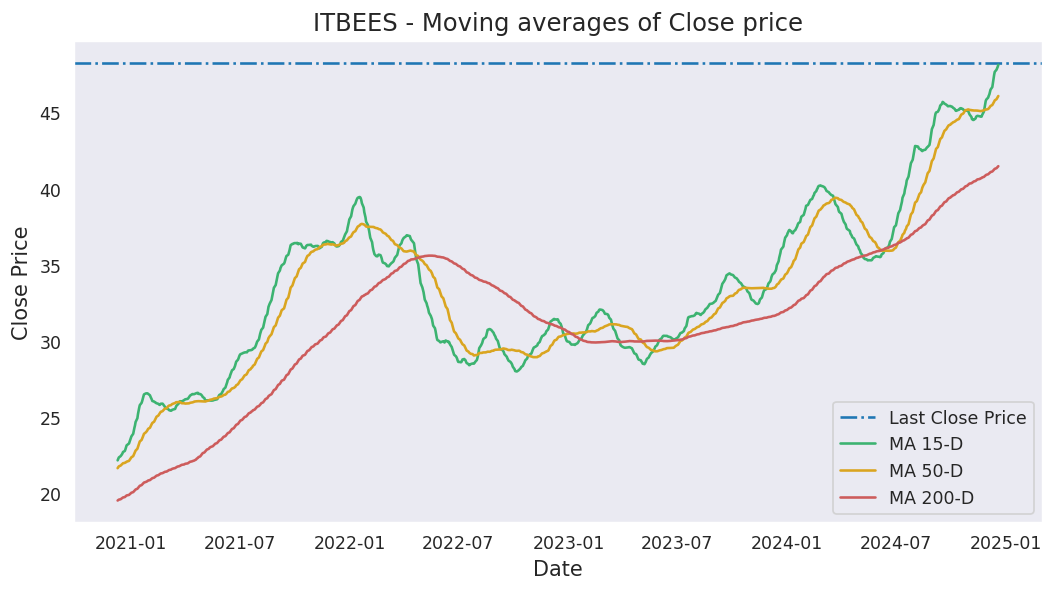 ITBEES - Moving averages of Close price
Close Price
45
40
35
30
25
20
Last Close Price
MA 15-D
MA 50-D
MA 200-D
2021-01 2021-07 2022-01 2022-07 2023-01 2023-07 2024-01 2024-07 2025-01
Date